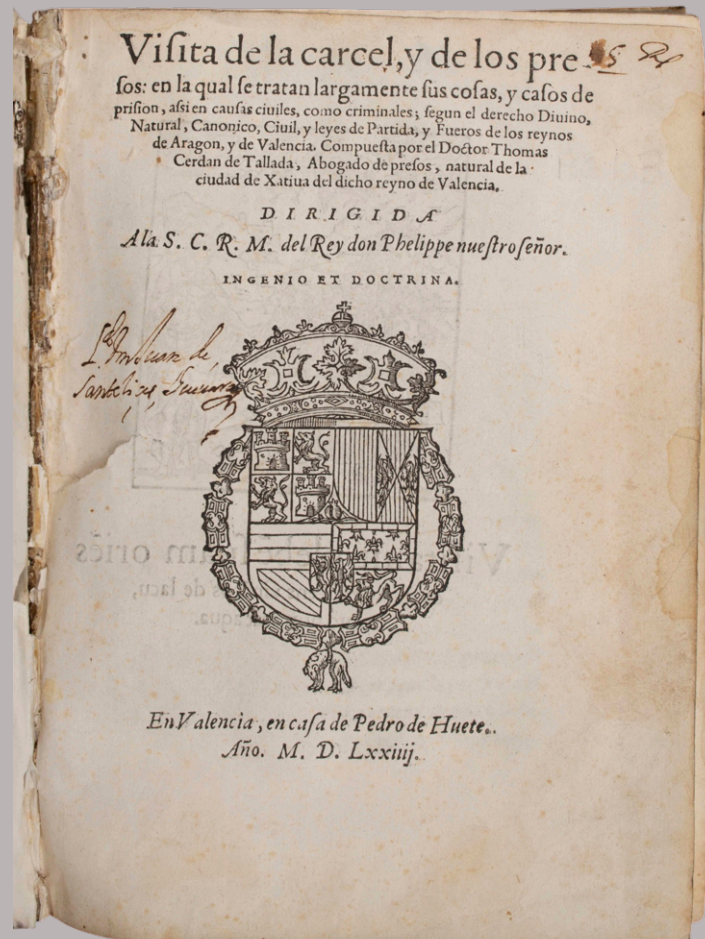 Viſita de la carcel, y de los pre-
ſos: en la qual ſe tratan largamente ſus coſas, y caſos de
priſion, aſsi en cauſas ciuiles, como criminales; ſegun el derecho Diuino,
Natural, Canonico, Ciuil, y leyes de Partida, y Fueros de los reynos
de Aragon, y de Valencia. Compueſta por el Doctor Thomas
Cerdan de Tallada, Abogado de preſos, natural de la
ciudad de Xatiua del dicho reyno de Valencia.
DIRIGIDA
A la S. C. R. M. del Rey don Phelippe nueſtro ſeñor.
INGENIO ET DOCTRINA.
Juan de
En Valencia, en caſa de Pedro de Huete.
Año. M. D. Lxxiiij.